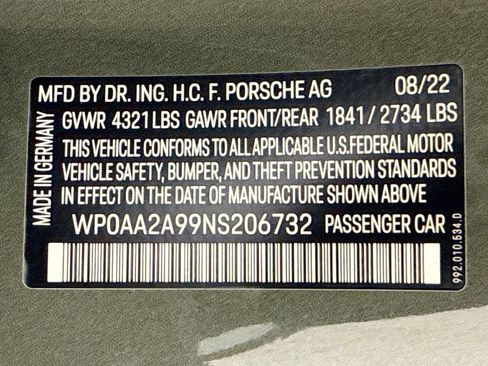 MFD BY DR. ING. H.C. F. PORSCHE AG 08/22
GVWR 4321 LBS GAWR FRONT/REAR 1841 / 2734 LBS
THIS VEHICLE CONFORMS TO ALL APPLICABLE U.S.FEDERAL MOTOR
VEHICLE SAFETY, BUMPER, AND THEFT PREVENTION STANDARDS
IN EFFECT ON THE DATE OF MANUFACTURE SHOWN ABOVE
WP0AA2A99NS206732 PASSENGER CAR
MADE IN GERMANY
992.010.534.D